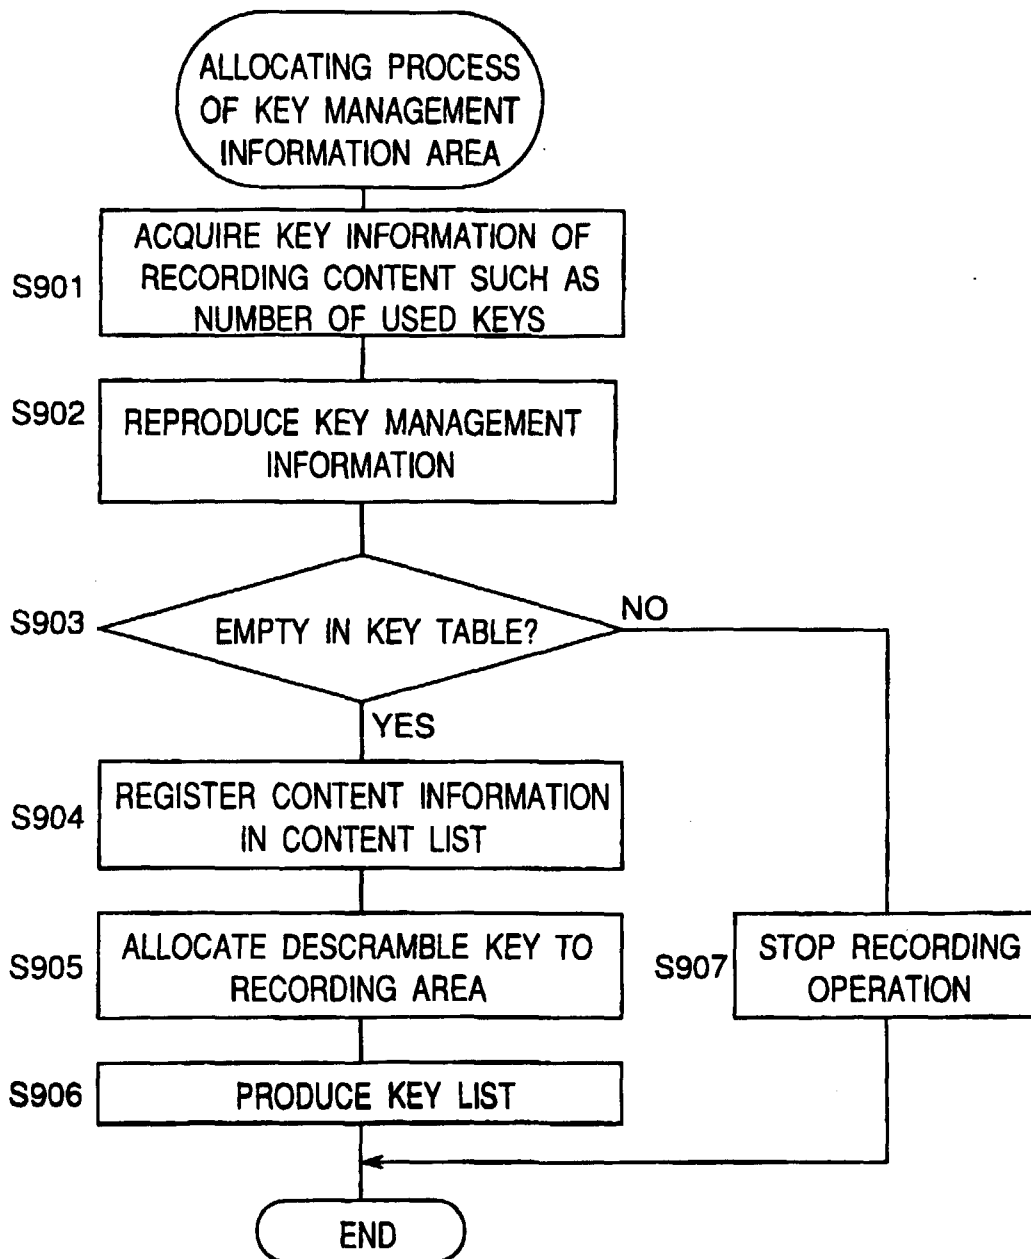 ALLOCATING PROCESS
OF KEY MANAGEMENT
INFORMATION AREA
S901
ACQUIRE KEY INFORMATION OF
RECORDING CONTENT SUCH AS
NUMBER OF USED KEYS
S902
REPRODUCE KEY MANAGEMENT
INFORMATION
S903
EMPTY IN KEY TABLE?
NO
YES
S904
REGISTER CONTENT INFORMATION
IN CONTENT LIST
S905
ALLOCATE DESCRAMBLE KEY TO
RECORDING AREA
S907
STOP RECORDING
OPERATION
S906
PRODUCE KEY LIST
END